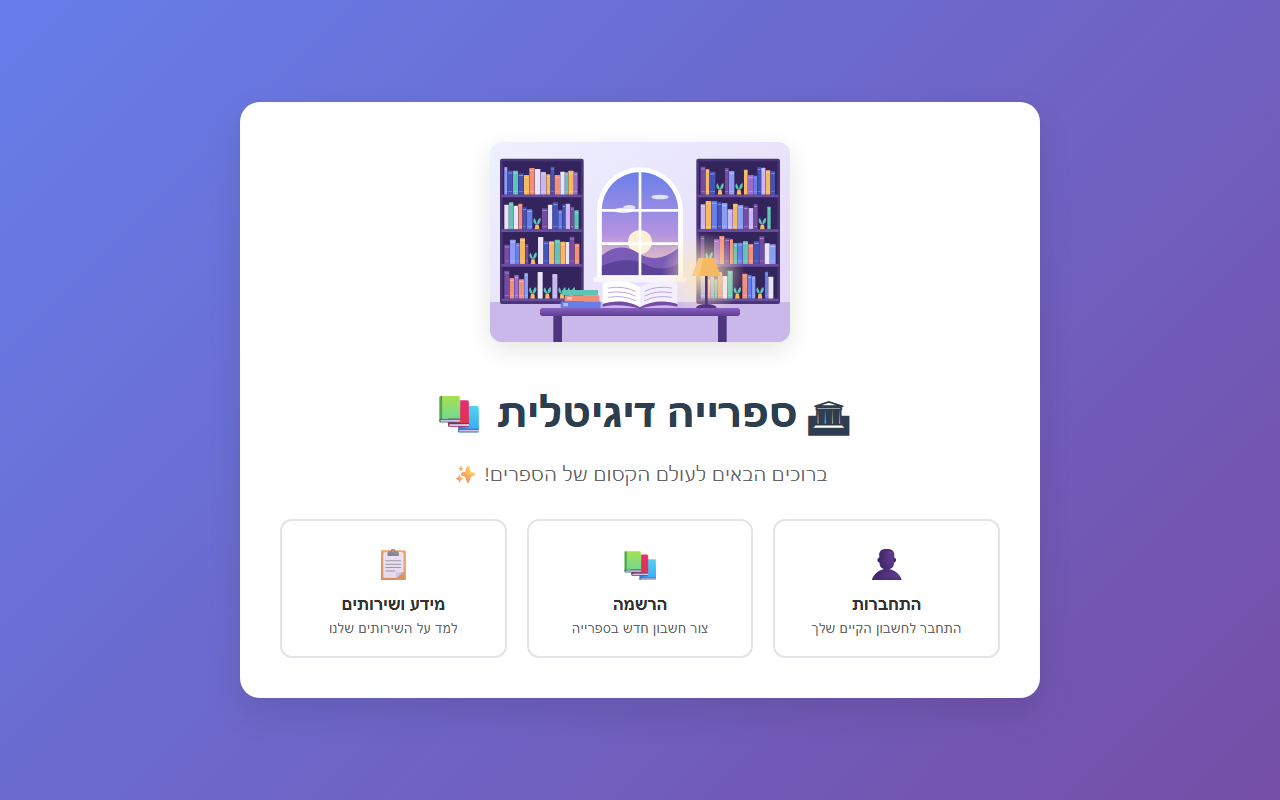 🏛️ ספרייה דיגיטלית 📚
ברוכים הבאים לעולם הקסום של הספרים! ✨
👤
התחברות
התחבר לחשבון הקיים שלך
📚
הרשמה
צור חשבון חדש בספרייה
📋
מידע ושירותים
למד על השירותים שלנו